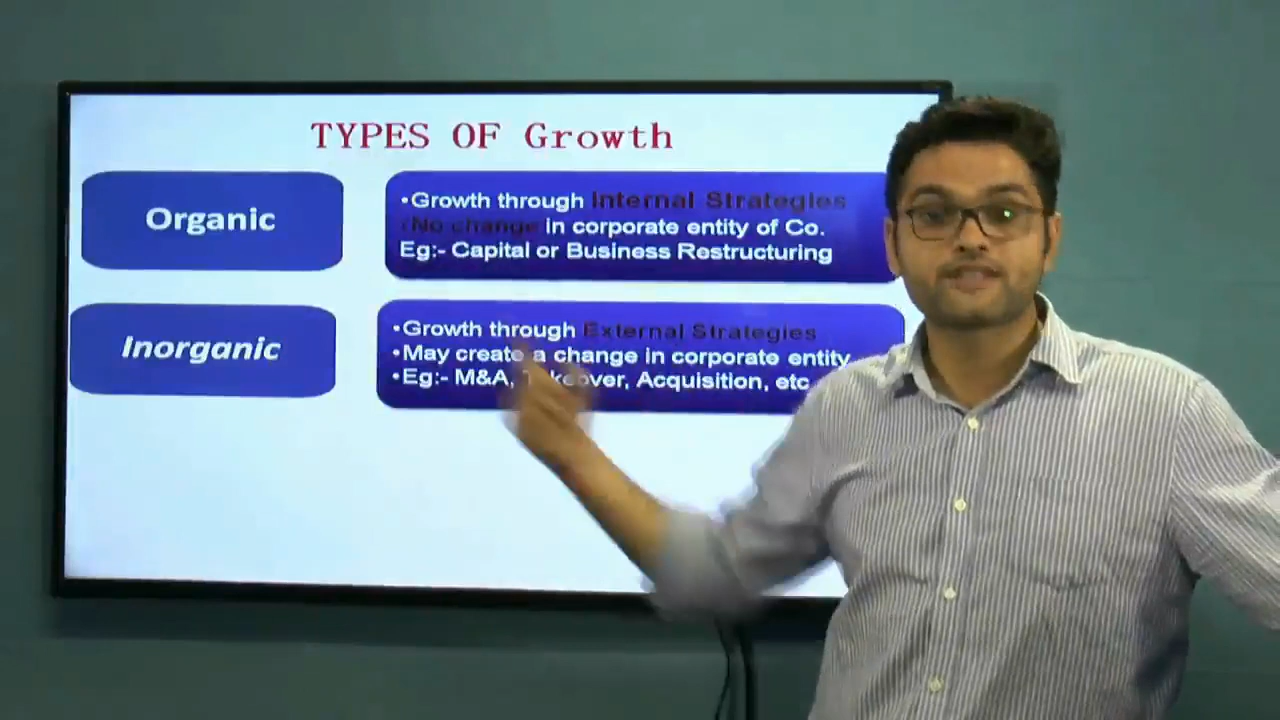 TYPES OF Growth
Organic
•Growth through Internal Strategies
•No change in corporate entity of Co.
Eg:- Capital or Business Restructuring
Inorganic
•Growth through External Strategies
•May create a change in corporate entity
•Eg:- M&A, Takeover, Acquisition, etc